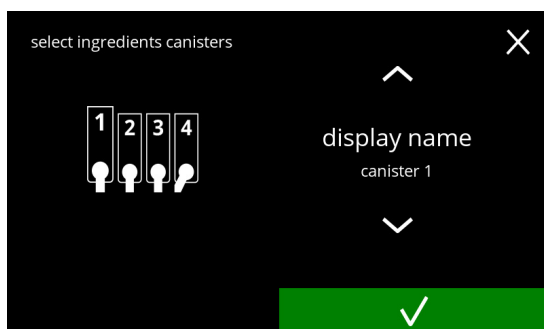 select ingredients canisters
1 2 3 4
display name
canister 1